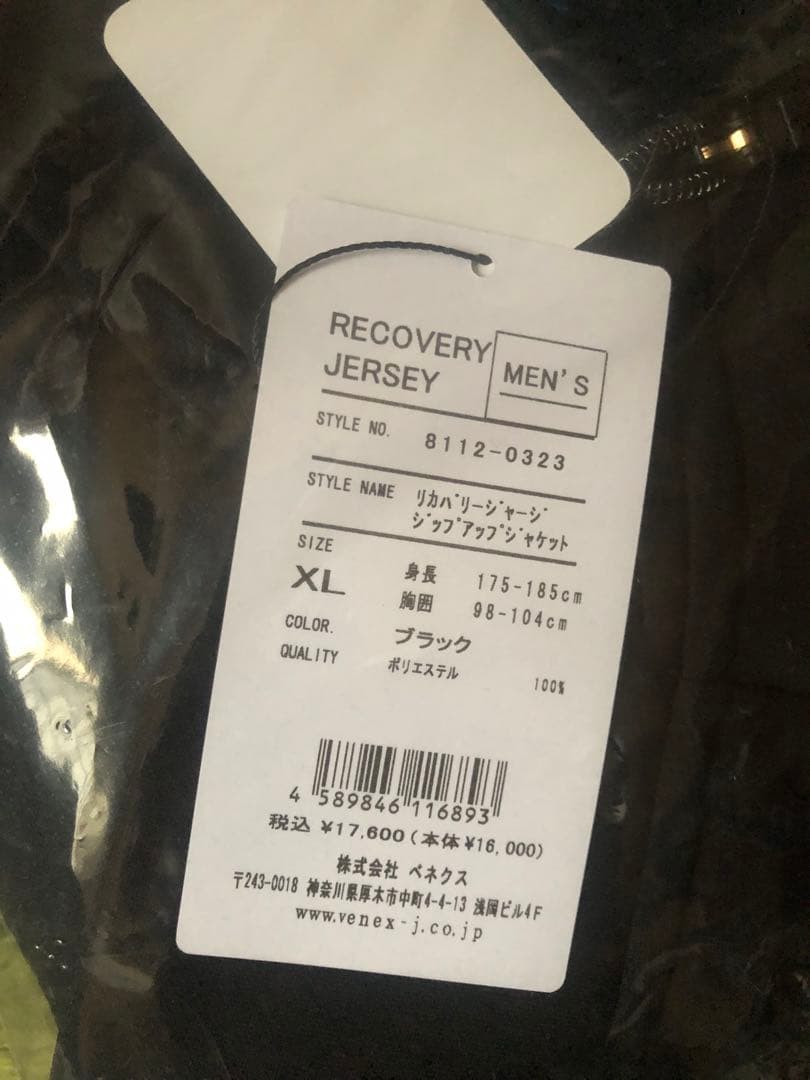 RECOVERY
JERSEY
MEN'S
STYLE NO. 8112-0323
STYLE NAME ﾘｶﾊﾞﾘｰｼﾞｬｰｼﾞ
ｼﾞｯﾌﾟｱｯﾌﾟｼﾞｬｹｯﾄ
SIZE
XL 身長 175-185cm
胸囲 98-104cm
COLOR. ブラック
QUALITY ポリエステル 100%
4 589846 116893
税込 ¥17,600(本体¥16,000)
株式会社 ベネクス
〒243-0018 神奈川県厚木市中町4-4-13 浅岡ビル4F
www.venex-j.co.jp